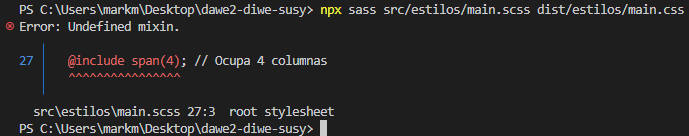 PS C:\Users\markm\Desktop\dawe2-diwe-susy> npx sass src/estilos/main.scss dist/estilos/main.css
Error: Undefined mixin.
27 @include span(4); // Ocupa 4 columnas
^^^^^^^^^^^^^^^^
src\estilos\main.scss 27:3 root stylesheet
PS C:\Users\markm\Desktop\dawe2-diwe-susy>